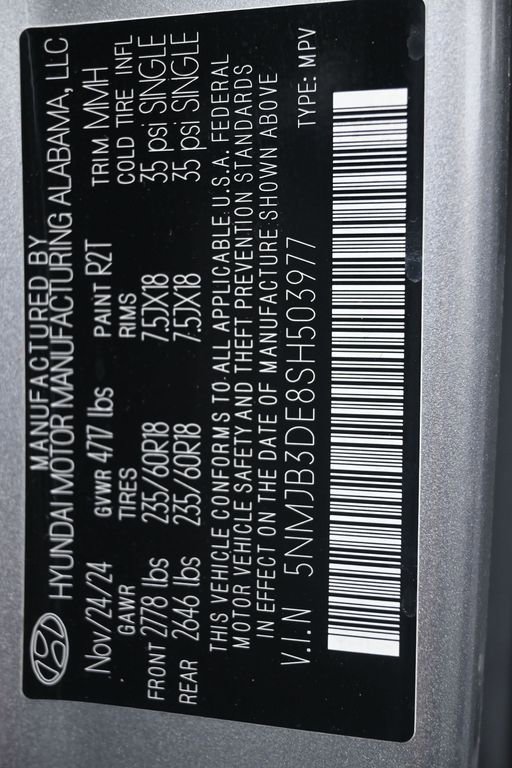 MANUFACTURED BY
HYUNDAI MOTOR MANUFACTURING ALABAMA, LLC
Nov/24/24 GVWR 4717 lbs PAINT R2T TRIM MMH
GAWR TIRES RIMS COLD TIRE INFL
FRONT 2778 lbs 235/60R18 7.5JX18 35 psi SINGLE
REAR 2646 lbs 235/60R18 7.5JX18 35 psi SINGLE
THIS VEHICLE CONFORMS TO ALL APPLICABLE U.S.A. FEDERAL
MOTOR VEHICLE SAFETY AND THEFT PREVENTION STANDARDS
IN EFFECT ON THE DATE OF MANUFACTURE SHOWN ABOVE
V.I.N 5NMJB3DE8SH503977 TYPE: MPV